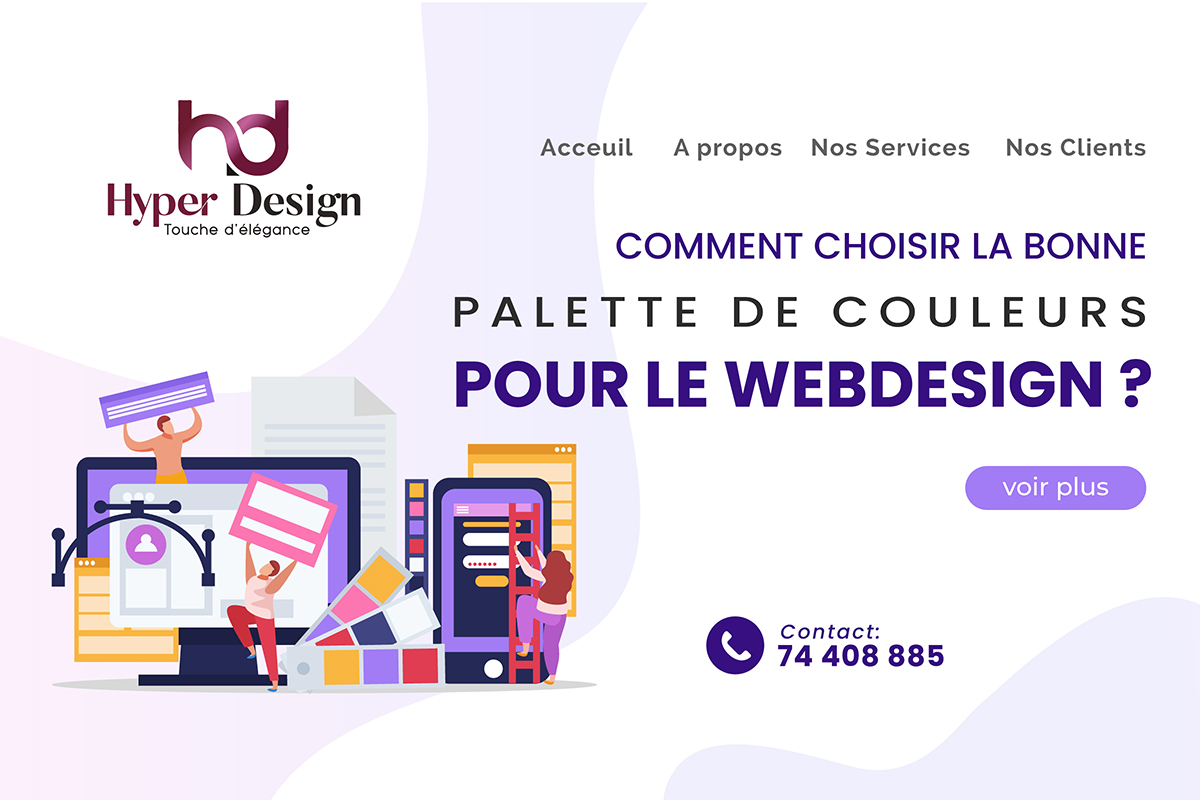 hd
Hyper Design
Touche d'élégance
Acceuil A propos Nos Services Nos Clients
COMMENT CHOISIR LA BONNE
PALETTE DE COULEURS
POUR LE WEBDESIGN ?
voir plus
Contact:
74 408 885